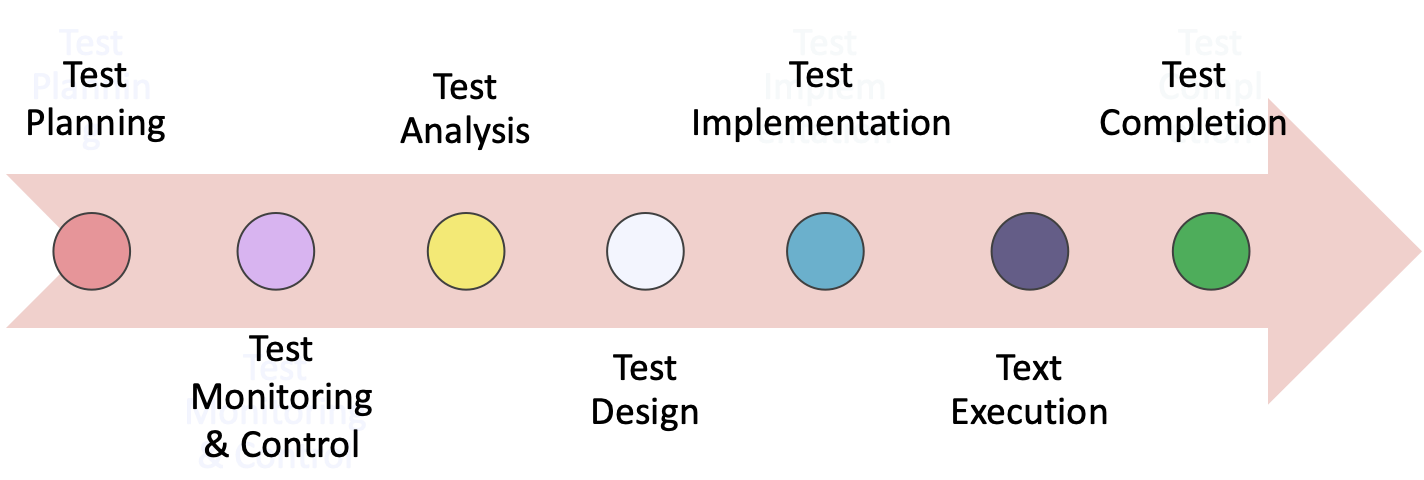 Test
Planning
Test
Monitoring
& Control
Test
Analysis
Test
Design
Test
Implementation
Text
Execution
Test
Completion